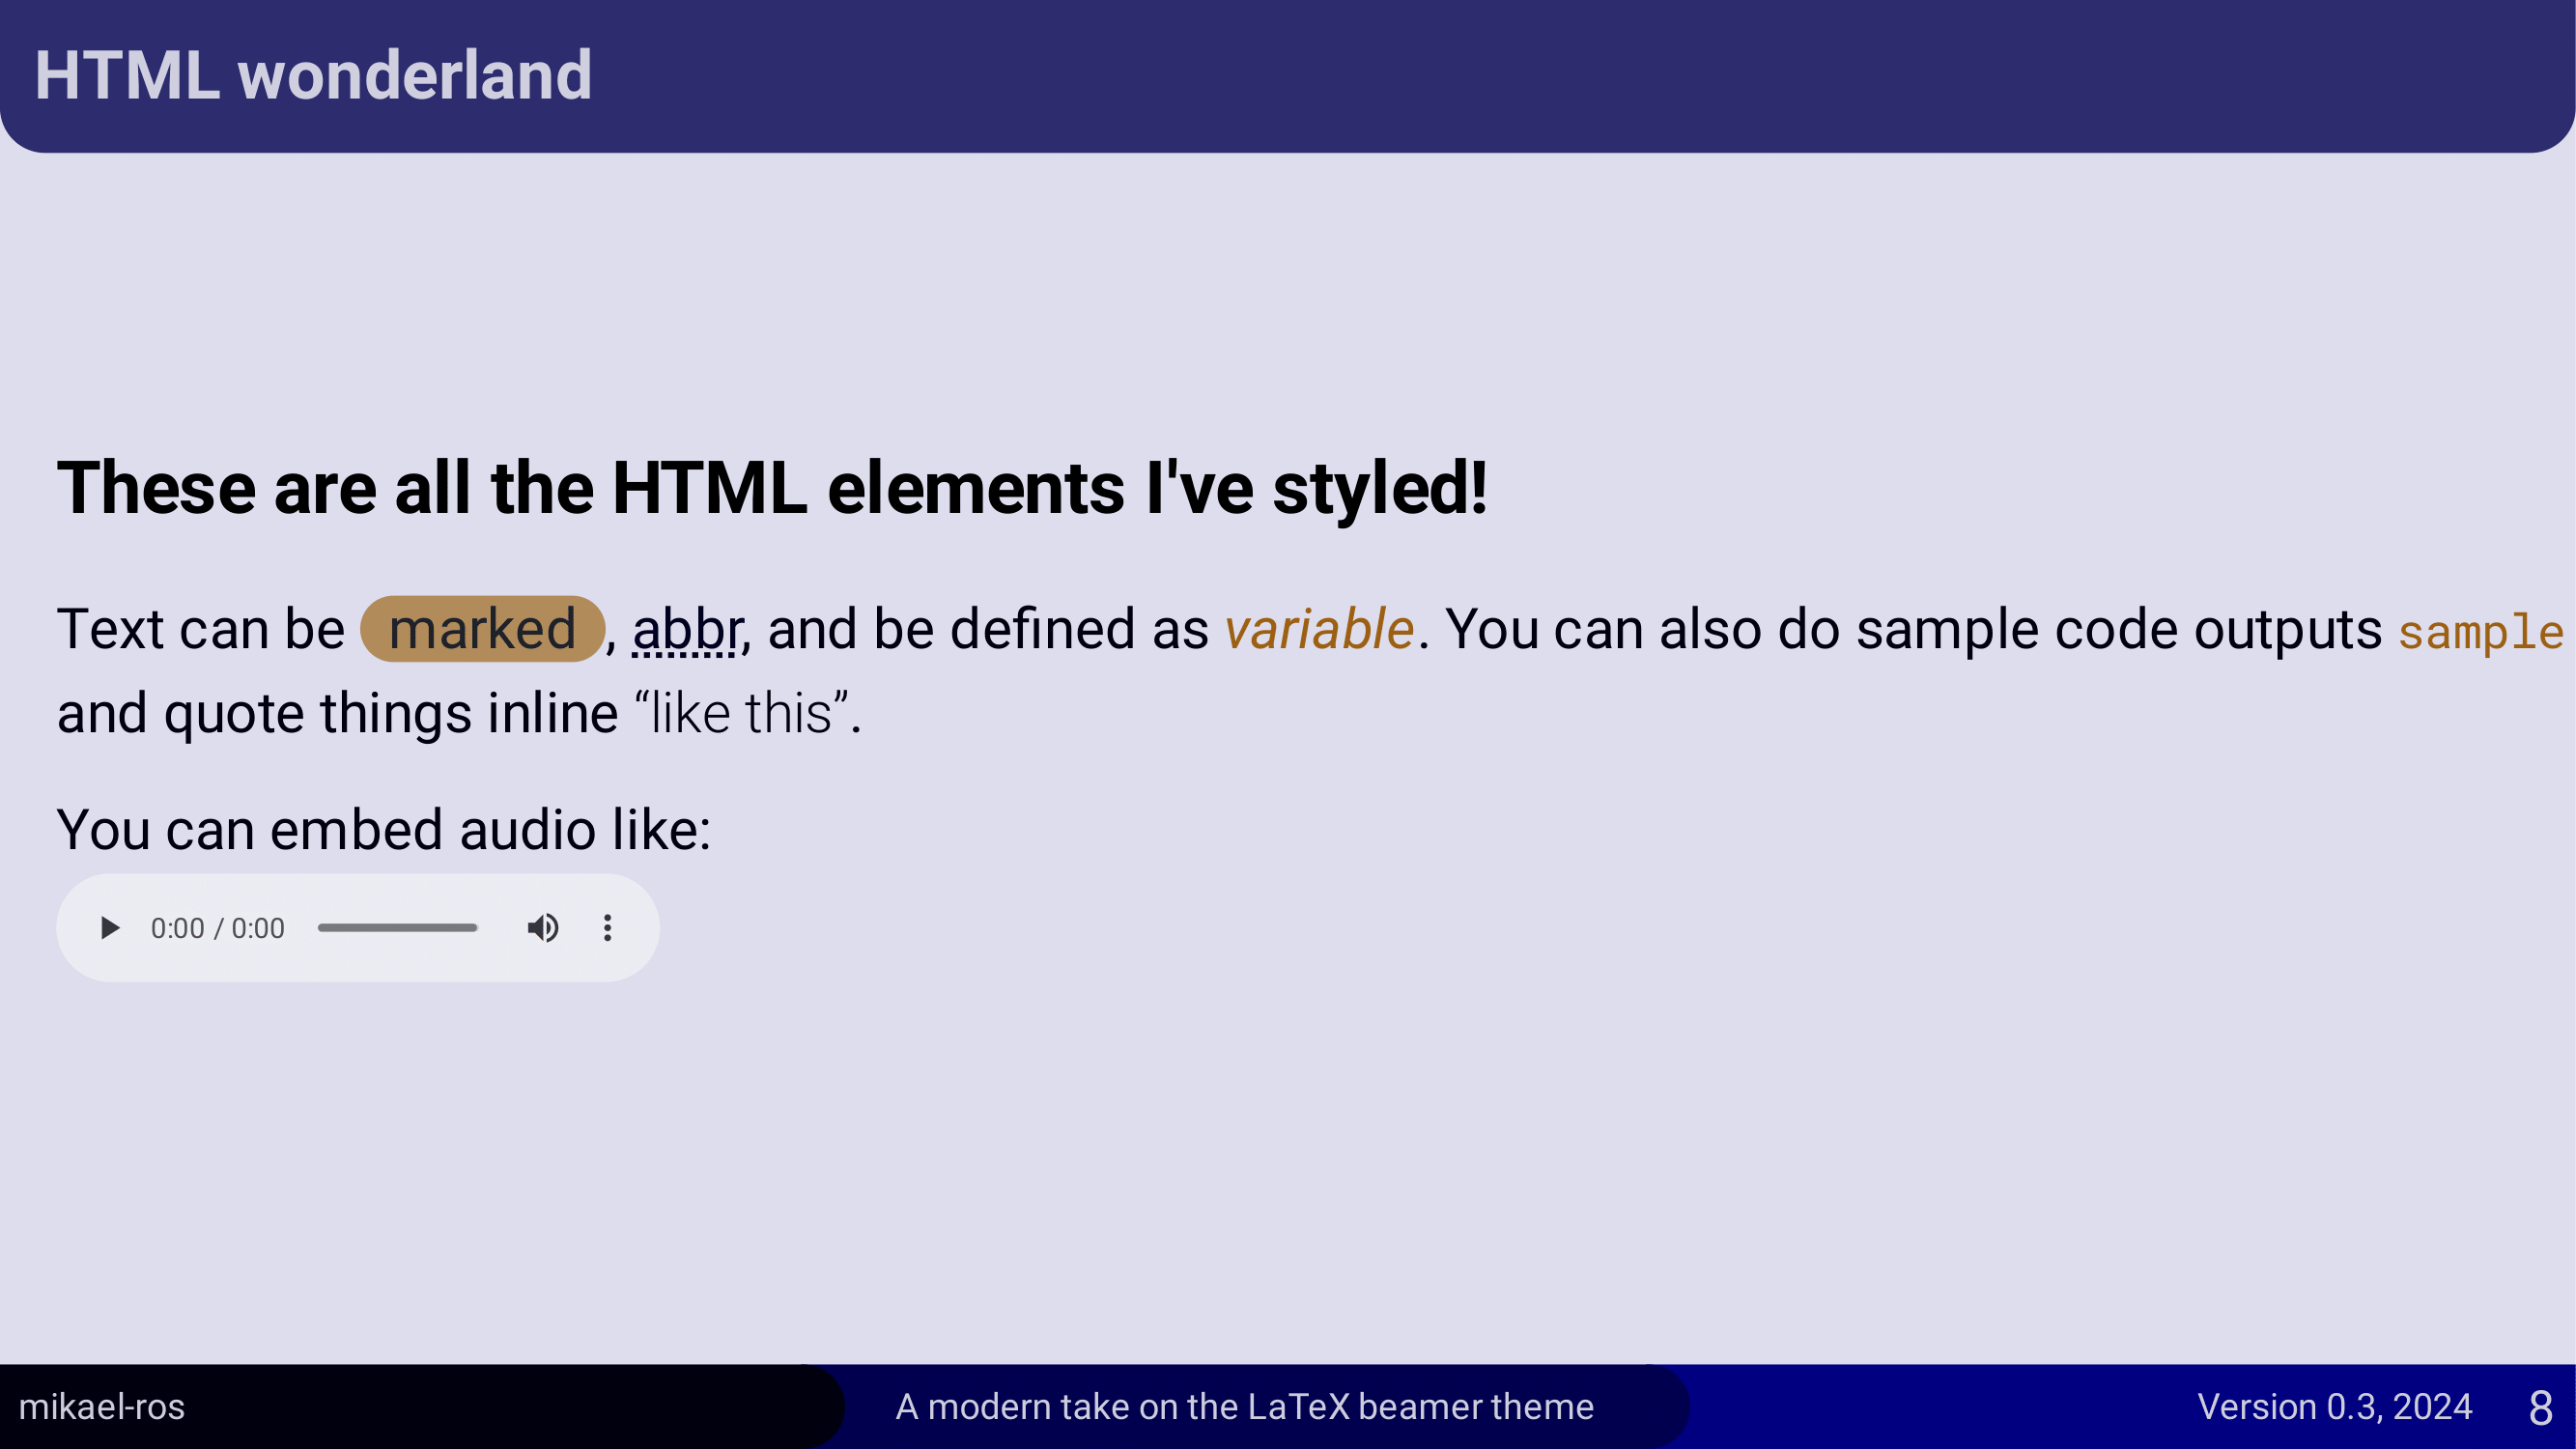 HTML wonderland
These are all the HTML elements I've styled!
Text can be marked, abbr, and be defined as variable. You can also do sample code outputs sample
and quote things inline “like this”.
You can embed audio like:
0:00 / 0:00
mikael-ros
A modern take on the LaTeX beamer theme
Version 0.3, 2024
8